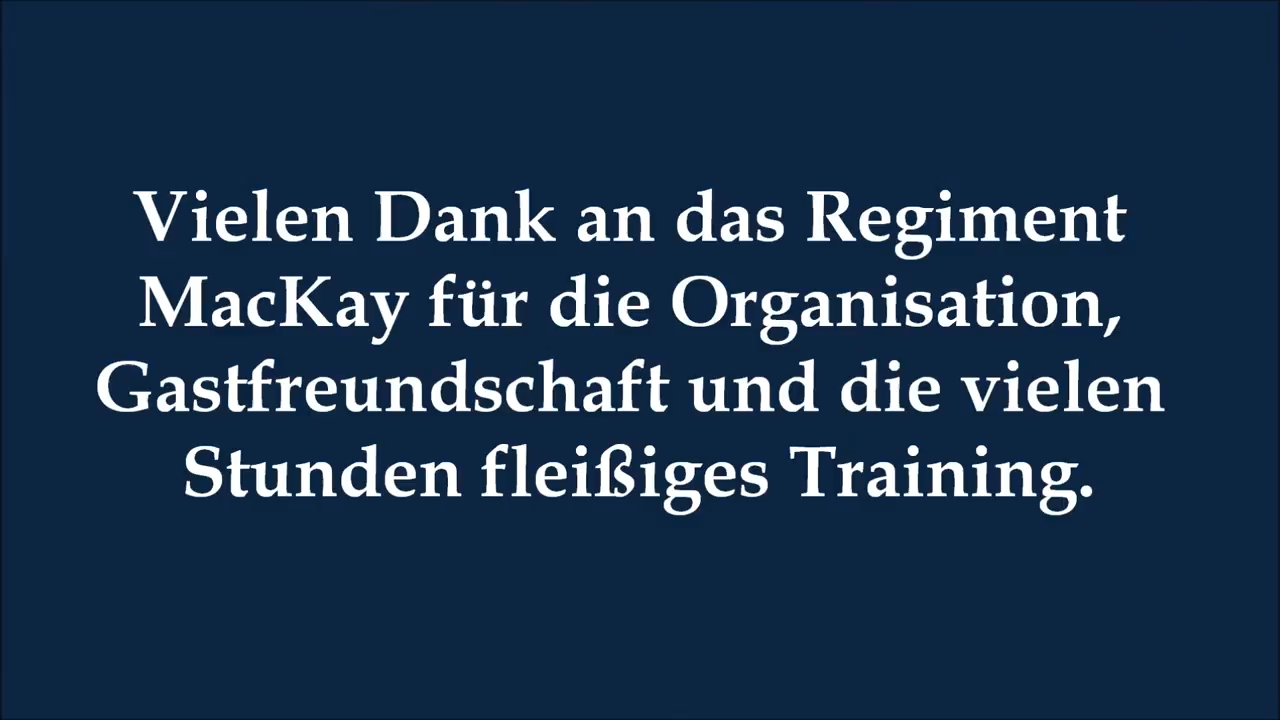 Vielen Dank an das Regiment
MacKay für die Organisation,
Gastfreundschaft und die vielen
Stunden fleißiges Training.